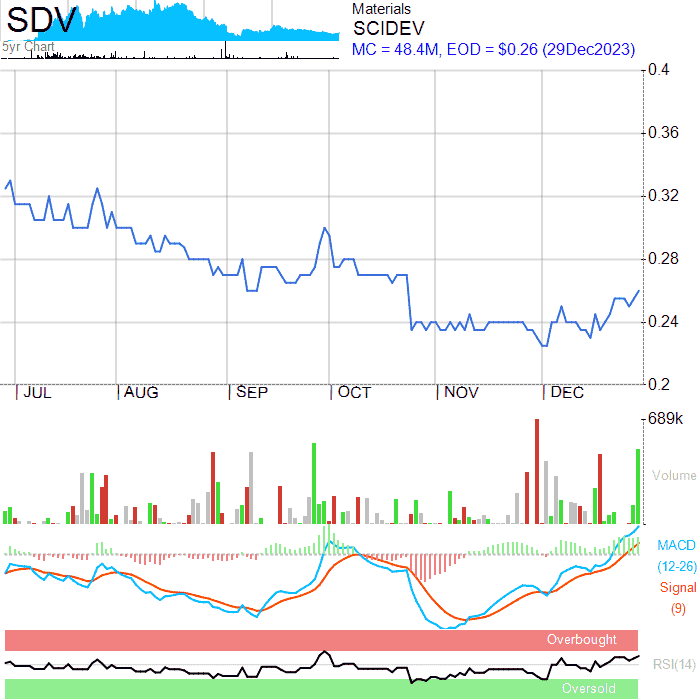 SDV
5yr Chart
Materials
SCIDEV
MC = 48.4M, EOD = $0.26 (29Dec2023)
0.4
0.36
0.32
0.28
0.24
0.2
JUL AUG SEP OCT NOV DEC
689k
Volume
MACD
(12-26)
Signal
(9)
Overbought
RSI(14)
Oversold